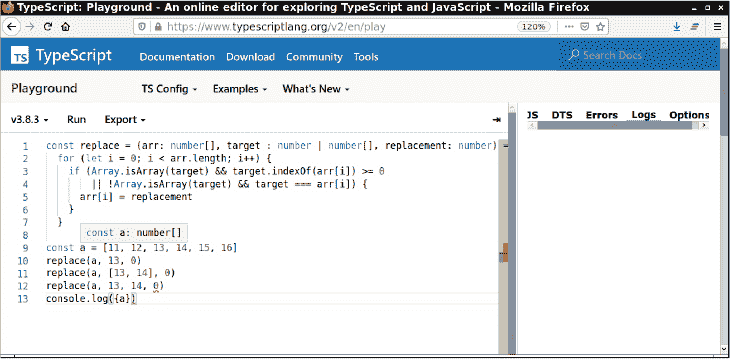 TypeScript: Playground - An online editor for exploring TypeScript and JavaScript - Mozilla Firefox
https://www.typescriptlang.org/v2/en/play
120%
TS TypeScript Documentation Download Community Tools Search Docs
Playground TS Config Examples What's New
v3.8.3 Run Export JS DTS Errors Logs Options
1 const replace = (arr: number[], target : number | number[], replacement: number) =
2 for (let i = 0; i < arr.length; i++) {
3 if (Array.isArray(target) && target.indexOf(arr[i]) >= 0
4 || !Array.isArray(target) && target === arr[i]) {
5 arr[i] = replacement
6 }
7 }
8 const a: number[]
9 const a = [11, 12, 13, 14, 15, 16]
10 replace(a, 13, 0)
11 replace(a, [13, 14], 0)
12 replace(a, 13, 14, 0)
13 console.log({a})